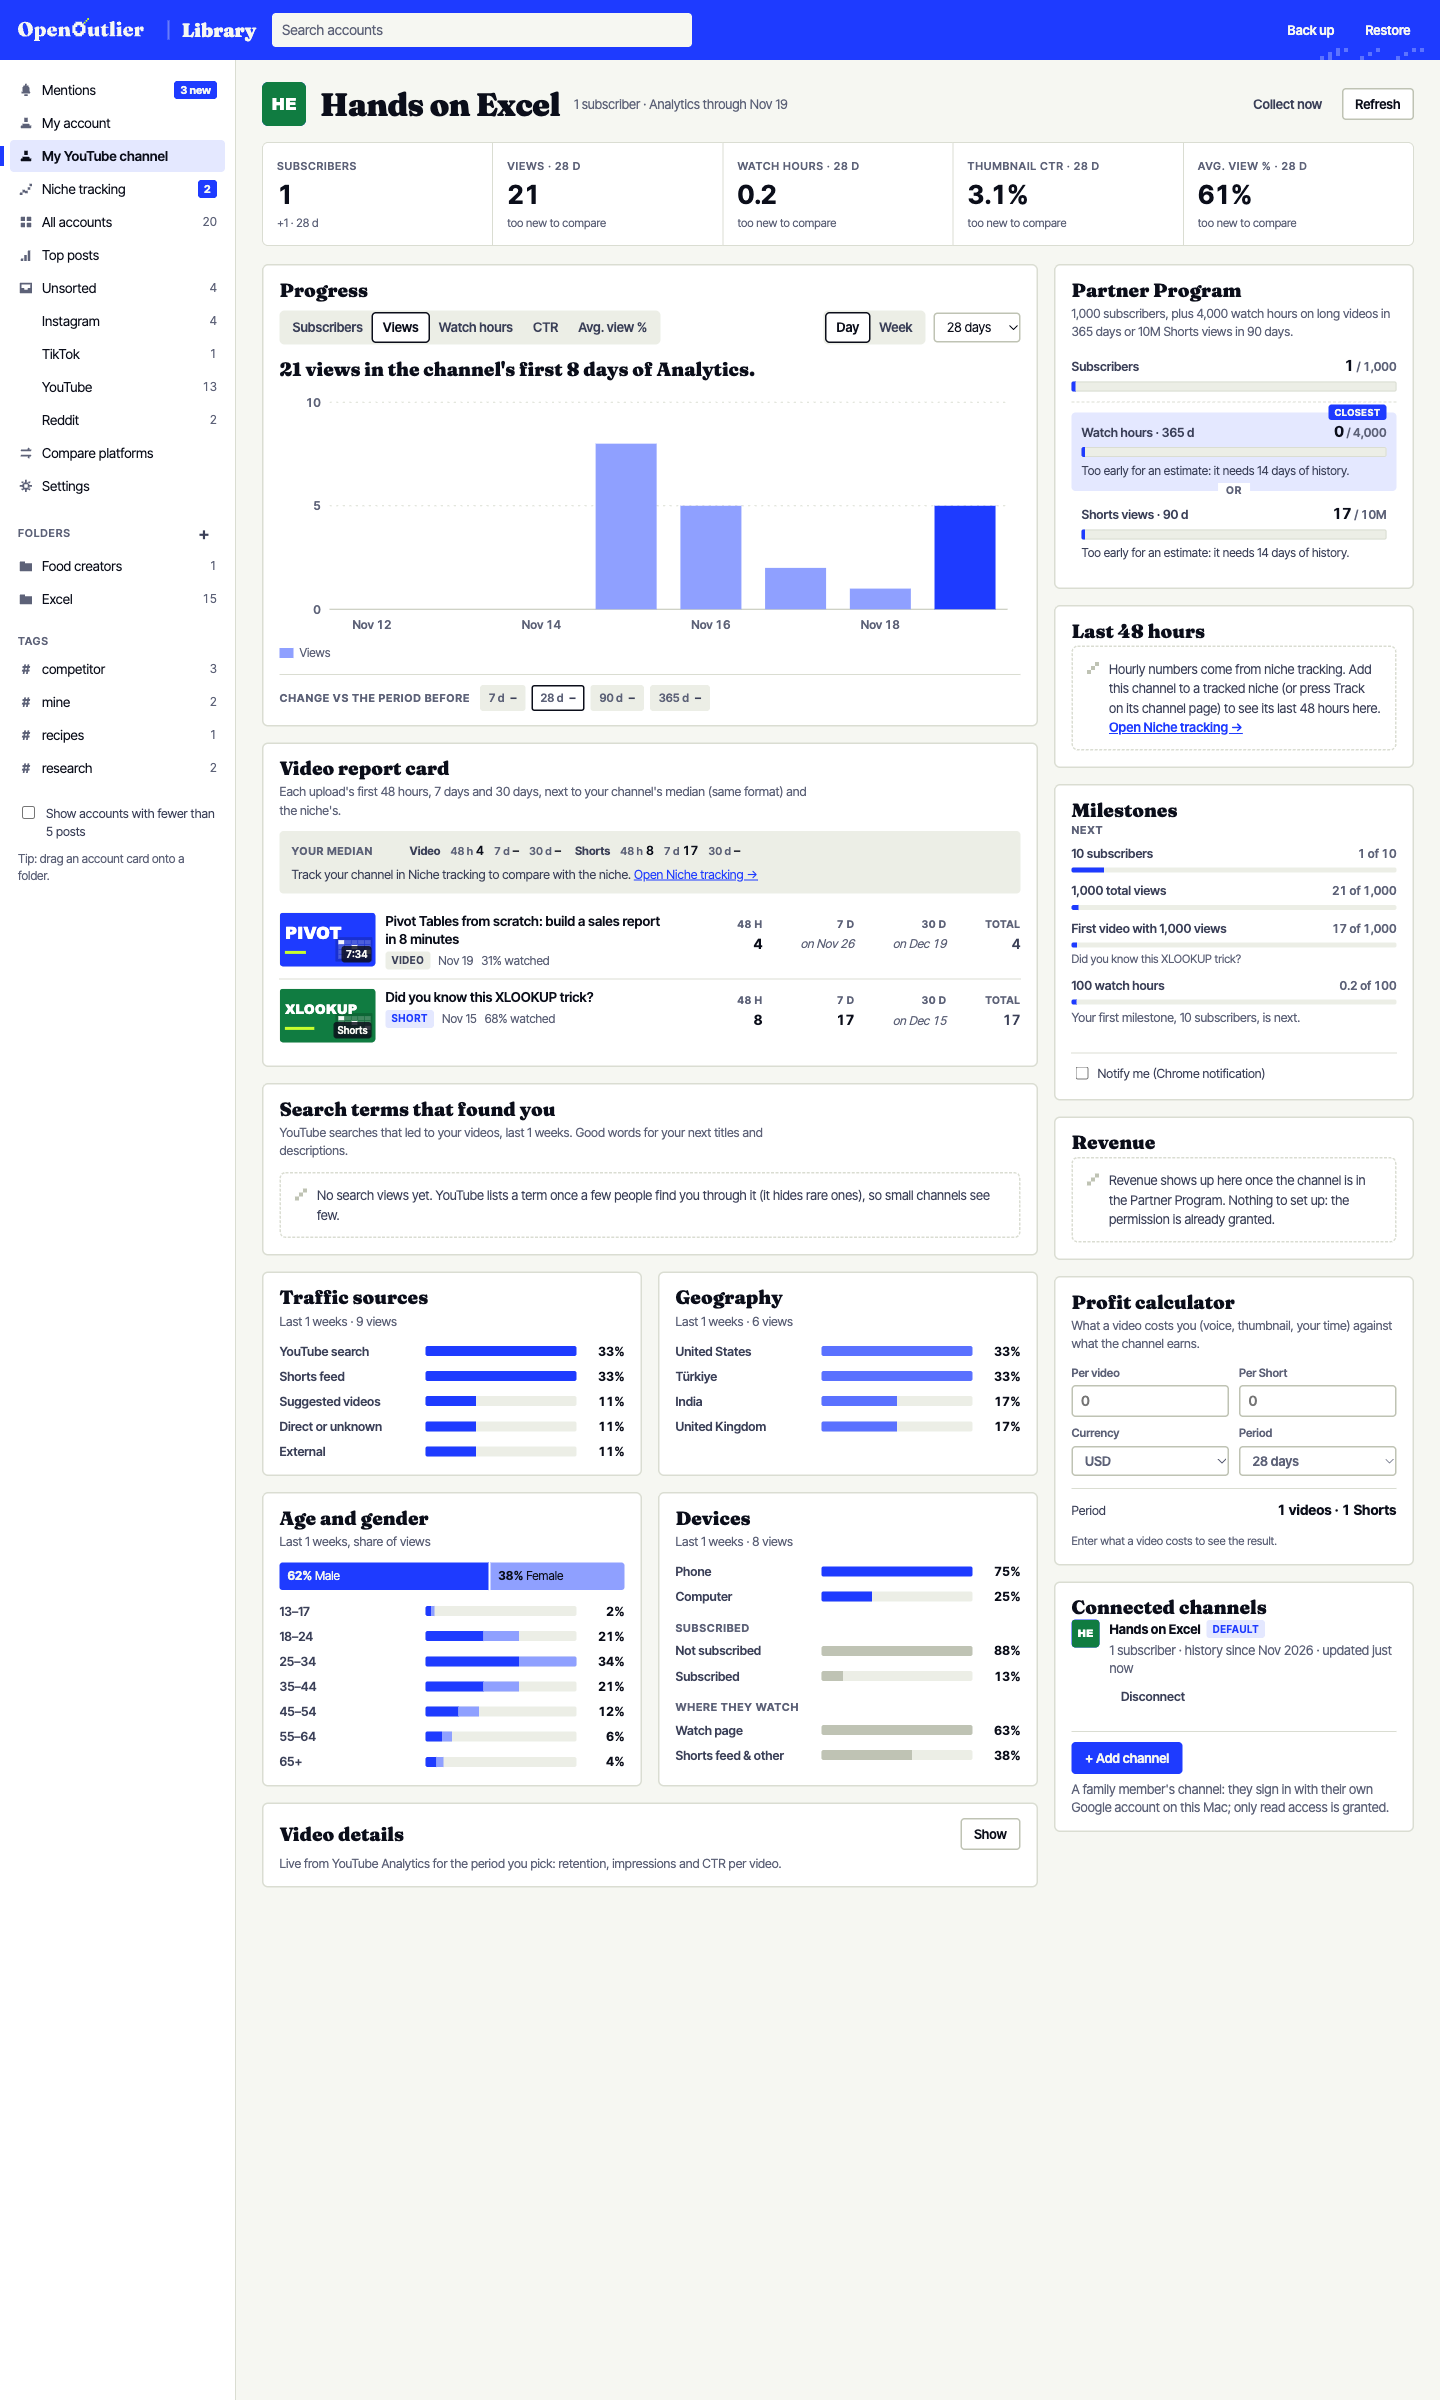 OpenOutlier Library
Search accounts
Back up
Restore
Mentions 3 new
My account
My YouTube channel
Niche tracking 2
All accounts 20
Top posts
Unsorted 4
Instagram 4
TikTok 1
YouTube 13
Reddit 2
Compare platforms
Settings
FOLDERS +
Food creators 1
Excel 15
TAGS
# competitor 3
# mine 2
# recipes 1
# research 2
Show accounts with fewer than
5 posts
Tip: drag an account card onto a
folder.
HE Hands on Excel 1 subscriber · Analytics through Nov 19
Collect now Refresh
SUBSCRIBERS
1
+1 · 28 d
VIEWS · 28 D
21
too new to compare
WATCH HOURS · 28 D
0.2
too new to compare
THUMBNAIL CTR · 28 D
3.1%
too new to compare
AVG. VIEW % · 28 D
61%
too new to compare
Progress
Subscribers Views Watch hours CTR Avg. view %
Day Week 28 days
21 views in the channel's first 8 days of Analytics.
10
5
0
Nov 12 Nov 14 Nov 16 Nov 18
Views
CHANGE VS THE PERIOD BEFORE 7 d – 28 d – 90 d – 365 d –
Video report card
Each upload's first 48 hours, 7 days and 30 days, next to your channel's median (same format) and
the niche's.
YOUR MEDIAN Video 48 h 4 7 d – 30 d – Shorts 48 h 8 7 d 17 30 d –
Track your channel in Niche tracking to compare with the niche. Open Niche tracking →
PIVOT
7:34
Pivot Tables from scratch: build a sales report
in 8 minutes
VIDEO Nov 19 31% watched
48 H 7 D 30 D TOTAL
4 on Nov 26 on Dec 19 4
XLOOKUP
Shorts
Did you know this XLOOKUP trick?
SHORT Nov 15 68% watched
48 H 7 D 30 D TOTAL
8 17 on Dec 15 17
Search terms that found you
YouTube searches that led to your videos, last 1 weeks. Good words for your next titles and
descriptions.
No search views yet. YouTube lists a term once a few people find you through it (it hides rare ones), so small channels see
few.
Traffic sources
Last 1 weeks · 9 views
YouTube search 33%
Shorts feed 33%
Suggested videos 11%
Direct or unknown 11%
External 11%
Geography
Last 1 weeks · 6 views
United States 33%
Türkiye 33%
India 17%
United Kingdom 17%
Age and gender
Last 1 weeks, share of views
62% Male 38% Female
13–17 2%
18–24 21%
25–34 34%
35–44 21%
45–54 12%
55–64 6%
65+ 4%
Devices
Last 1 weeks · 8 views
Phone 75%
Computer 25%
SUBSCRIBED
Not subscribed 88%
Subscribed 13%
WHERE THEY WATCH
Watch page 63%
Shorts feed & other 38%
Video details
Show
Live from YouTube Analytics for the period you pick: retention, impressions and CTR per video.
Partner Program
1,000 subscribers, plus 4,000 watch hours on long videos in
365 days or 10M Shorts views in 90 days.
Subscribers 1 / 1,000
CLOSEST
Watch hours · 365 d 0 / 4,000
Too early for an estimate: it needs 14 days of history.
OR
Shorts views · 90 d 17 / 10M
Too early for an estimate: it needs 14 days of history.
Last 48 hours
Hourly numbers come from niche tracking. Add
this channel to a tracked niche (or press Track
on its channel page) to see its last 48 hours here.
Open Niche tracking →
Milestones
NEXT
10 subscribers 1 of 10
1,000 total views 21 of 1,000
First video with 1,000 views 17 of 1,000
Did you know this XLOOKUP trick?
100 watch hours 0.2 of 100
Your first milestone, 10 subscribers, is next.
Notify me (Chrome notification)
Revenue
Revenue shows up here once the channel is in
the Partner Program. Nothing to set up: the
permission is already granted.
Profit calculator
What a video costs you (voice, thumbnail, your time) against
what the channel earns.
Per video Per Short
0 0
Currency Period
USD 28 days
Period 1 videos · 1 Shorts
Enter what a video costs to see the result.
Connected channels
HE Hands on Excel DEFAULT
1 subscriber · history since Nov 2026 · updated just
now
Disconnect
+ Add channel
A family member's channel: they sign in with their own
Google account on this Mac; only read access is granted.